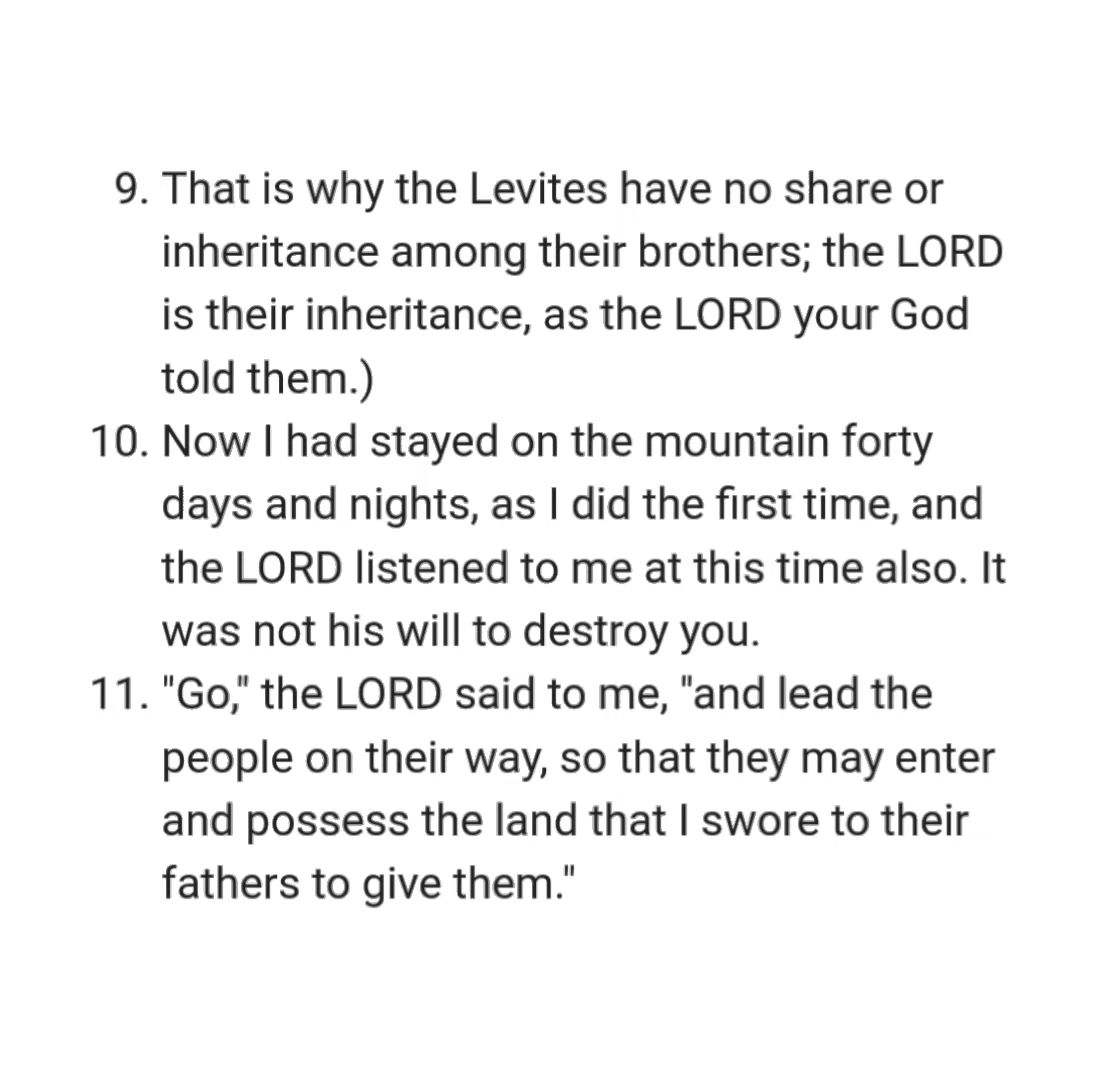 9. That is why the Levites have no share or
inheritance among their brothers; the LORD
is their inheritance, as the LORD your God
told them.)
10. Now I had stayed on the mountain forty
days and nights, as I did the first time, and
the LORD listened to me at this time also. It
was not his will to destroy you.
11. "Go," the LORD said to me, "and lead the
people on their way, so that they may enter
and possess the land that I swore to their
fathers to give them."